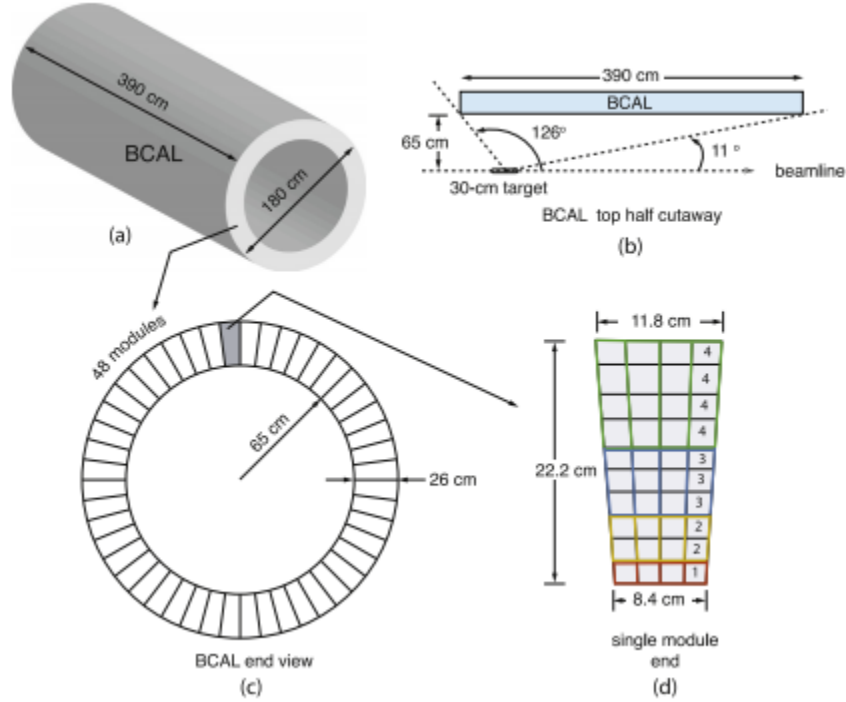 390 cm
BCAL
180 cm
(a)
390 cm
BCAL
65 cm
126°
11 °
beamline
30-cm target
BCAL top half cutaway
(b)
48 modules
65 cm
26 cm
BCAL end view
(c)
11.8 cm
4
4
4
4
22.2 cm
3
3
3
2
2
1
8.4 cm
single module
end
(d)